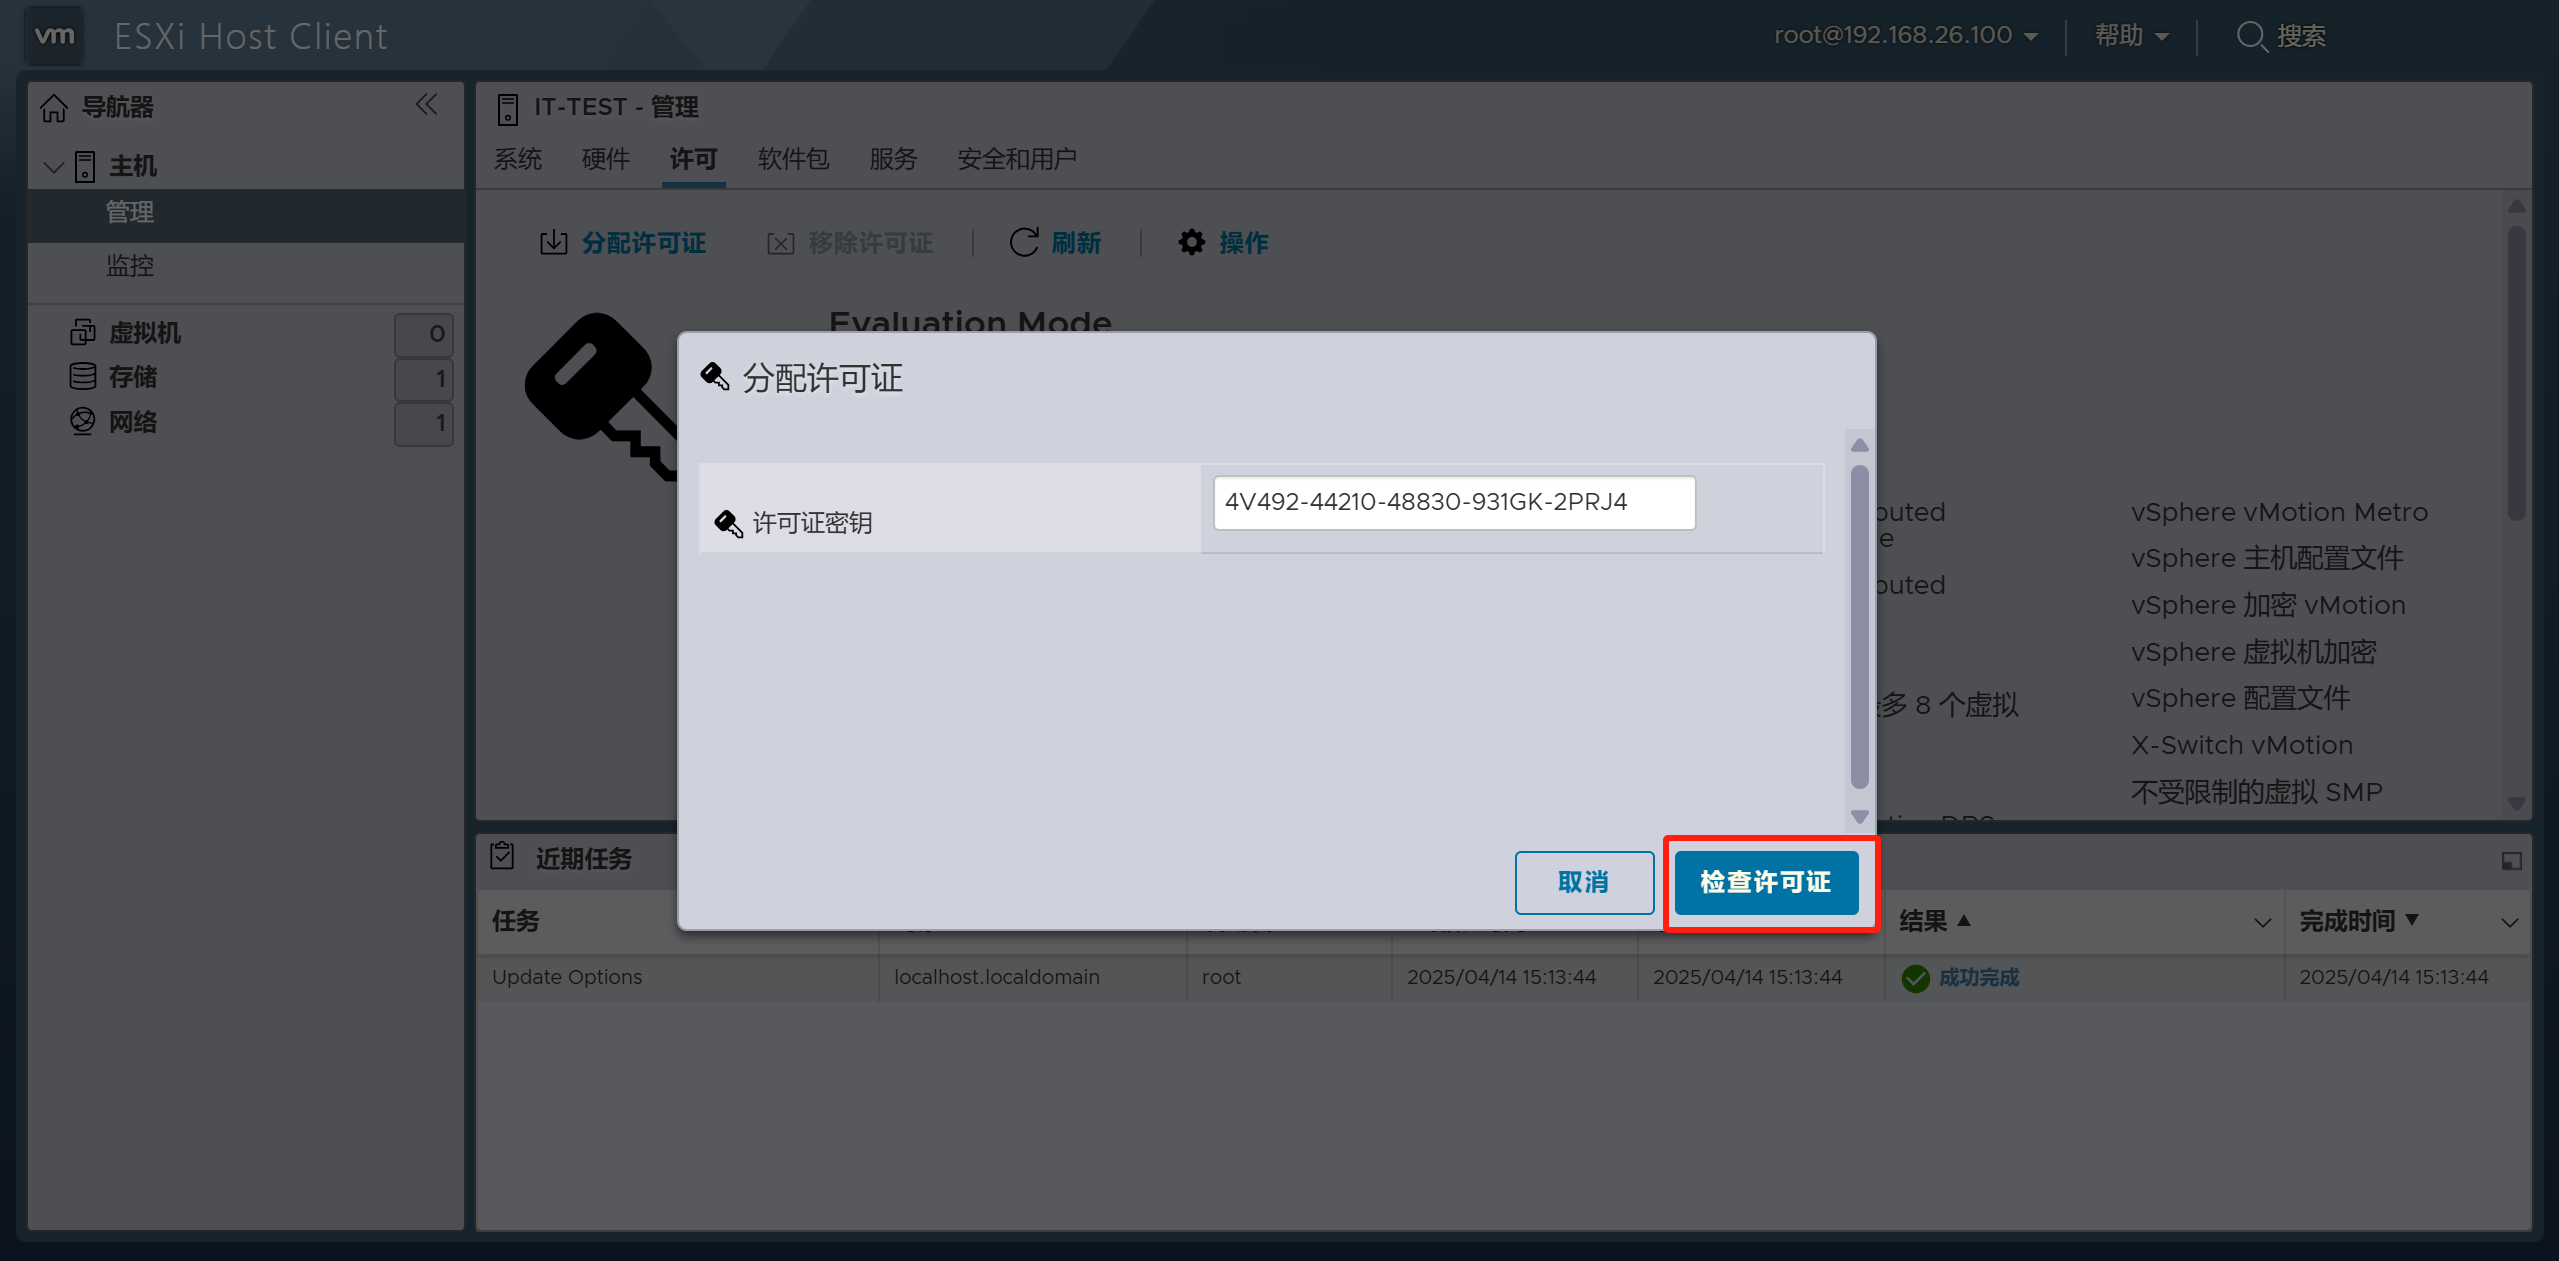 vm ESXi Host Client
root@192.168.26.100
帮助
搜索
导航器
主机
管理
监控
虚拟机 0
存储 1
网络 1
IT-TEST - 管理
系统 硬件 许可 软件包 服务 安全和用户
分配许可证 移除许可证 刷新 操作
Evaluation Mode
分配许可证
许可证密钥 4V492-44210-48830-931GK-2PRJ4
取消 检查许可证
buted
e
buted
多 8 个虚拟
vSphere vMotion Metro
vSphere 主机配置文件
vSphere 加密 vMotion
vSphere 虚拟机加密
vSphere 配置文件
X-Switch vMotion
不受限制的虚拟 SMP
近期任务
任务 结果 完成时间
Update Options localhost.localdomain root 2025/04/14 15:13:44 2025/04/14 15:13:44 成功完成 2025/04/14 15:13:44